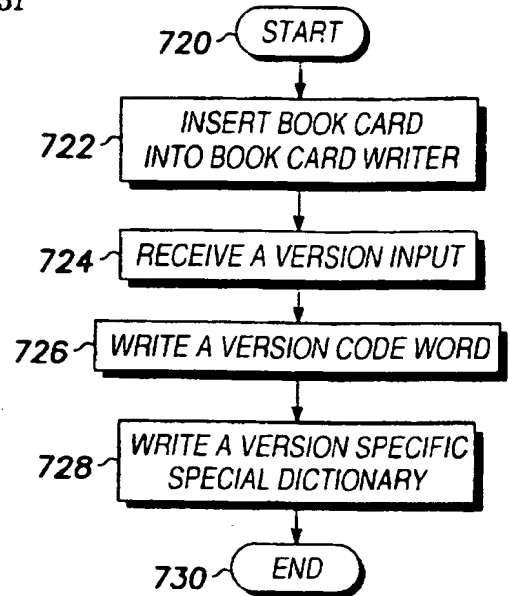 720 START
722 INSERT BOOK CARD
INTO BOOK CARD WRITER
724 RECEIVE A VERSION INPUT
726 WRITE A VERSION CODE WORD
728 WRITE A VERSION SPECIFIC
SPECIAL DICTIONARY
730 END